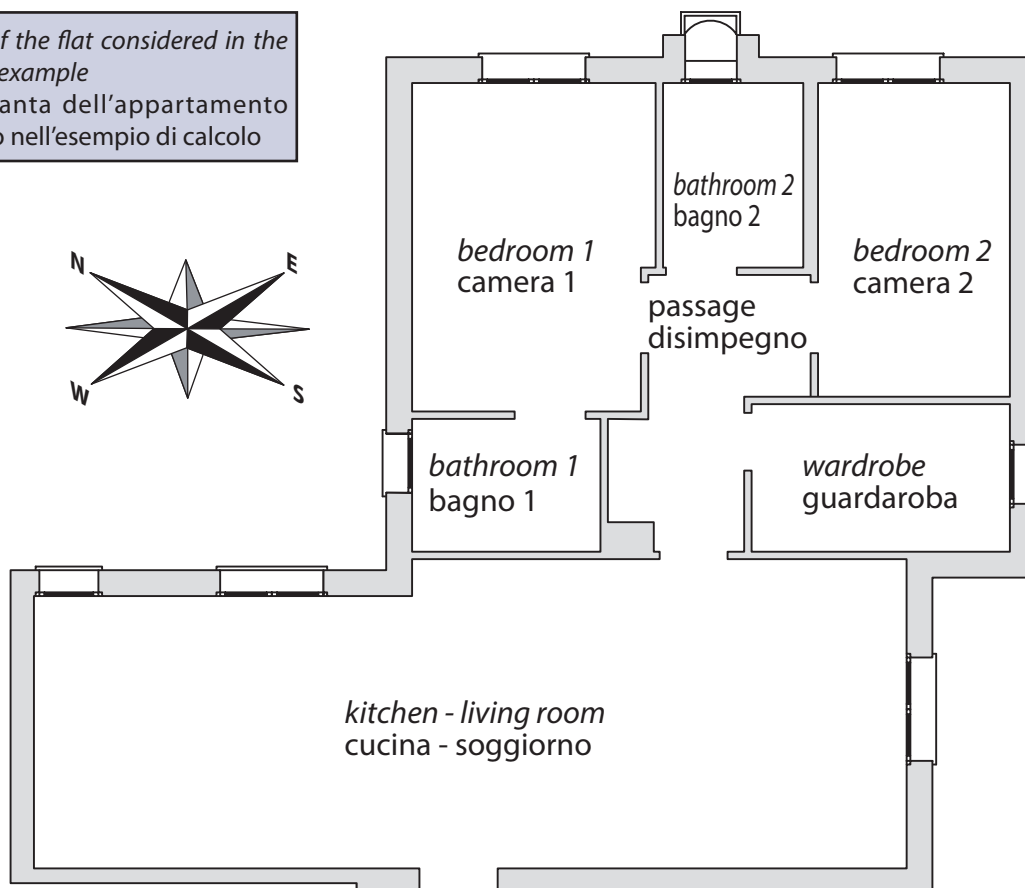 f the flat considered in the
example
anta dell'appartamento
o nell'esempio di calcolo
N
E
W
S
bedroom 1
camera 1
bathroom 2
bagno 2
bedroom 2
camera 2
passage
disimpegno
bathroom 1
bagno 1
wardrobe
guardaroba
kitchen - living room
cucina - soggiorno